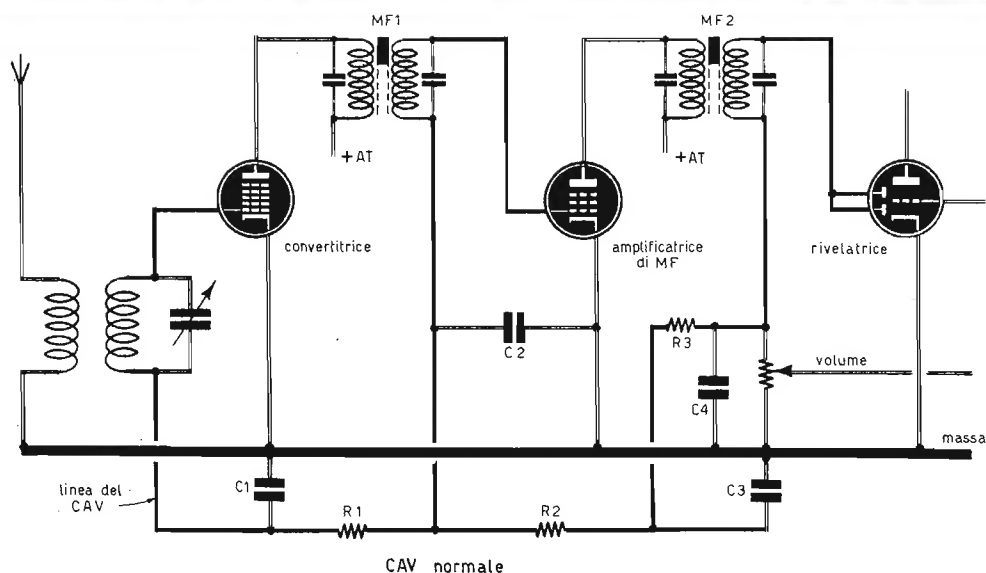 MF1
MF2
+AT
+AT
convertitrice
amplificatrice
di MF
rivelatrice
C2
R3
volume
C4
massa
linea del
CAV
C1
C3
R1
R2
CAV normale